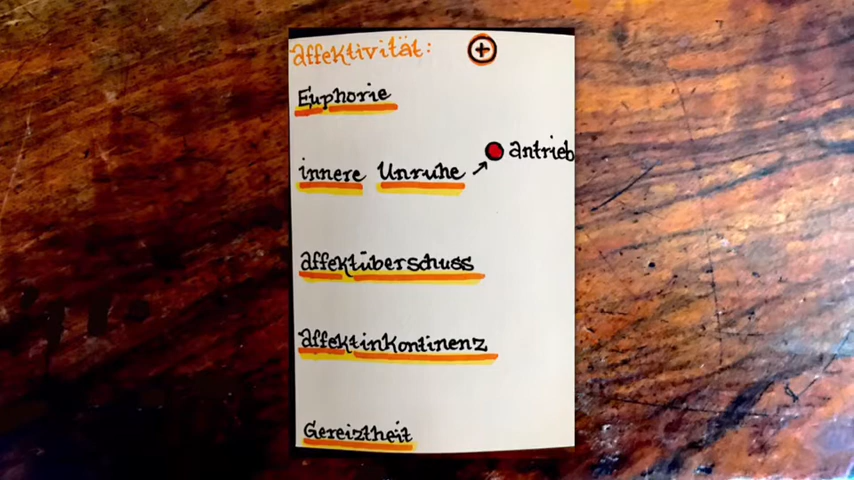 affektivität: +
Euphorie
antrieb
innere Unruhe →
affektüberschuss
affektinkontinenz
Gereiztheit